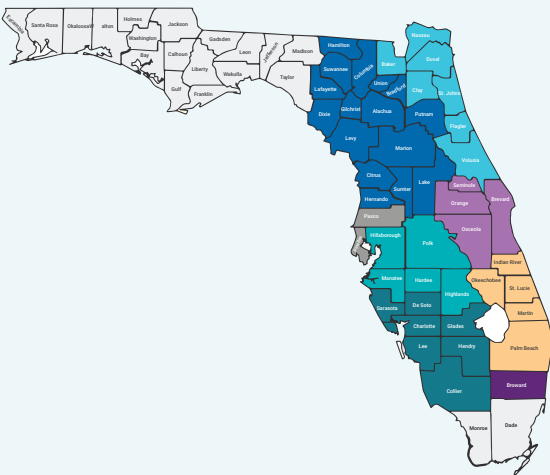 Escambia
Santa Rosa
Okaloosa
Walton
Holmes
Washington
Bay
Jackson
Calhoun
Gulf
Liberty
Franklin
Gadsden
Leon
Wakulla
Jefferson
Madison
Taylor
Hamilton
Suwannee
Lafayette
Columbia
Dixie
Gilchrist
Levy
Baker
Union
Bradford
Alachua
Nassau
Duval
Clay
St. Johns
Putnam
Flagler
Marion
Volusia
Citrus
Sumter
Lake
Hernando
Seminole
Orange
Brevard
Osceola
Pasco
Hillsborough
Polk
Indian River
Manatee
Hardee
Highlands
Okeechobee
St. Lucie
Sarasota
De Soto
Martin
Charlotte
Glades
Lee
Hendry
Palm Beach
Collier
Broward
Monroe
Dade